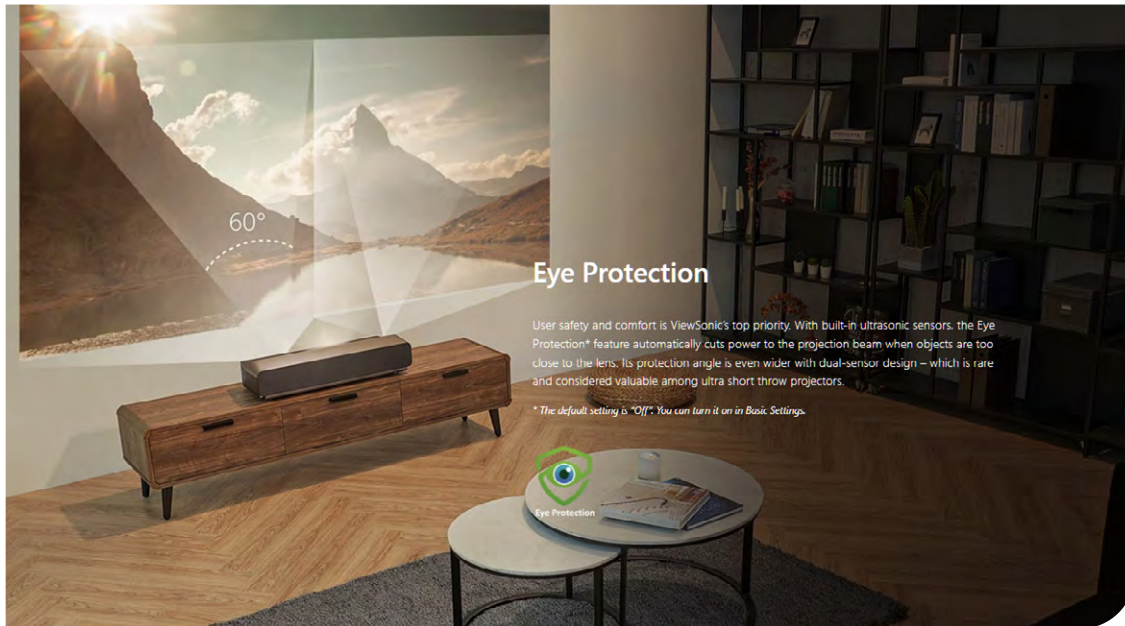 60°
Eye Protection
User safety and comfort is ViewSonic's top priority. With built-in ultrasonic sensors, the Eye
Protection* feature automatically cuts power to the projection beam when objects are too
close to the lens. Its protection angle is even wider with dual-sensor design – which is rare
and considered valuable among ultra short throw projectors.
* The default setting is "Off". You can turn it on in Basic Settings.
Eye Protection